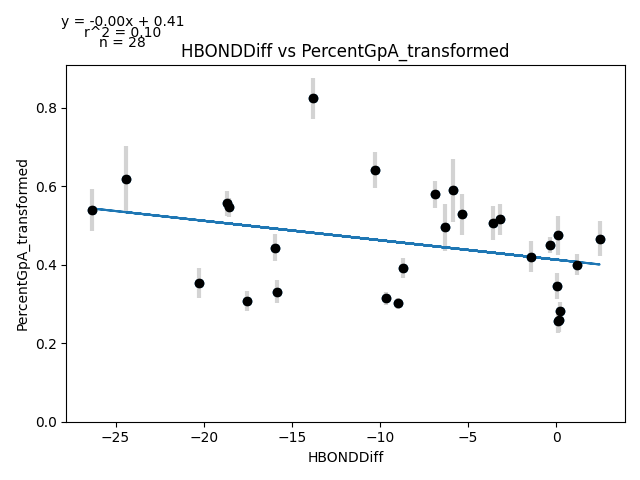 y = -0.00x + 0.41
r^2 = 0.10
n = 28
HBONDDiff vs PercentGpA_transformed
PercentGpA_transformed
0.8
0.6
0.4
0.2
0.0
−25
−20
−15
−10
−5
0
HBONDDiff